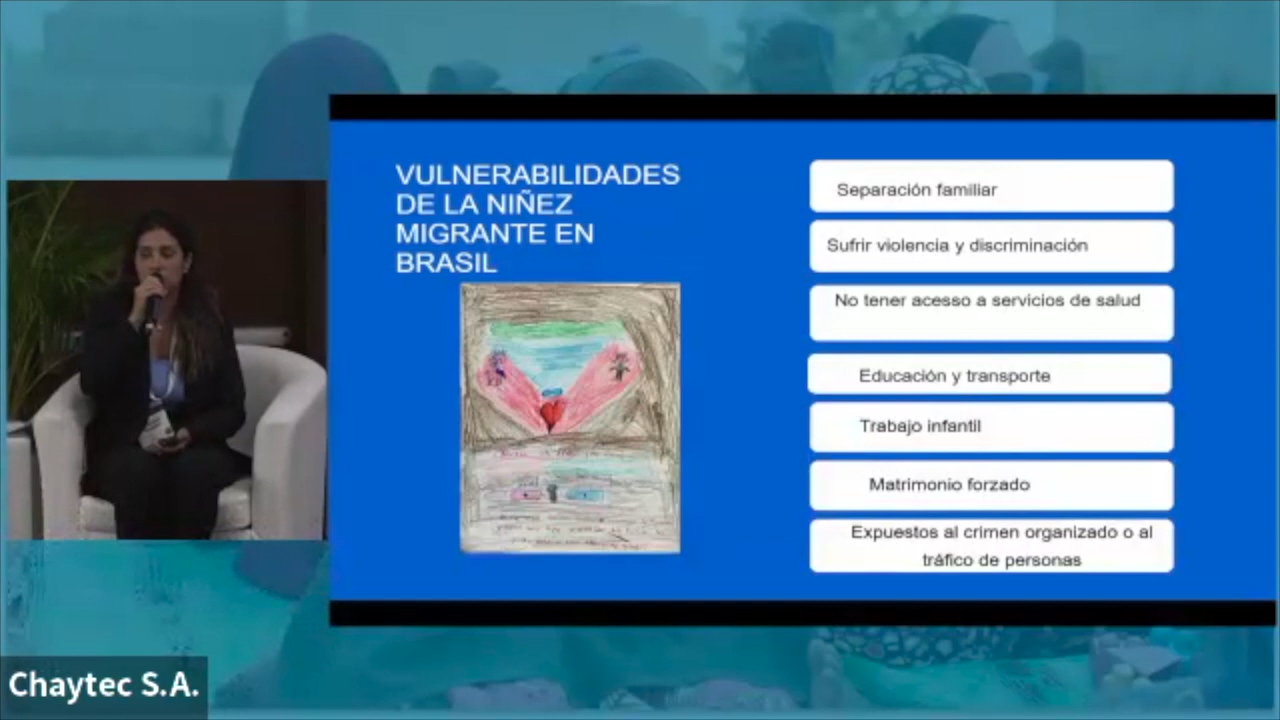 VULNERABILIDADES
DE LA NIÑEZ
MIGRANTE EN
BRASIL
Separación familiar
Sufrir violencia y discriminación
No tener acceso a servicios de salud
Educación y transporte
Trabajo infantil
Matrimonio forzado
Expuestos al crimen organizado o al
tráfico de personas
Chaytec S.A.